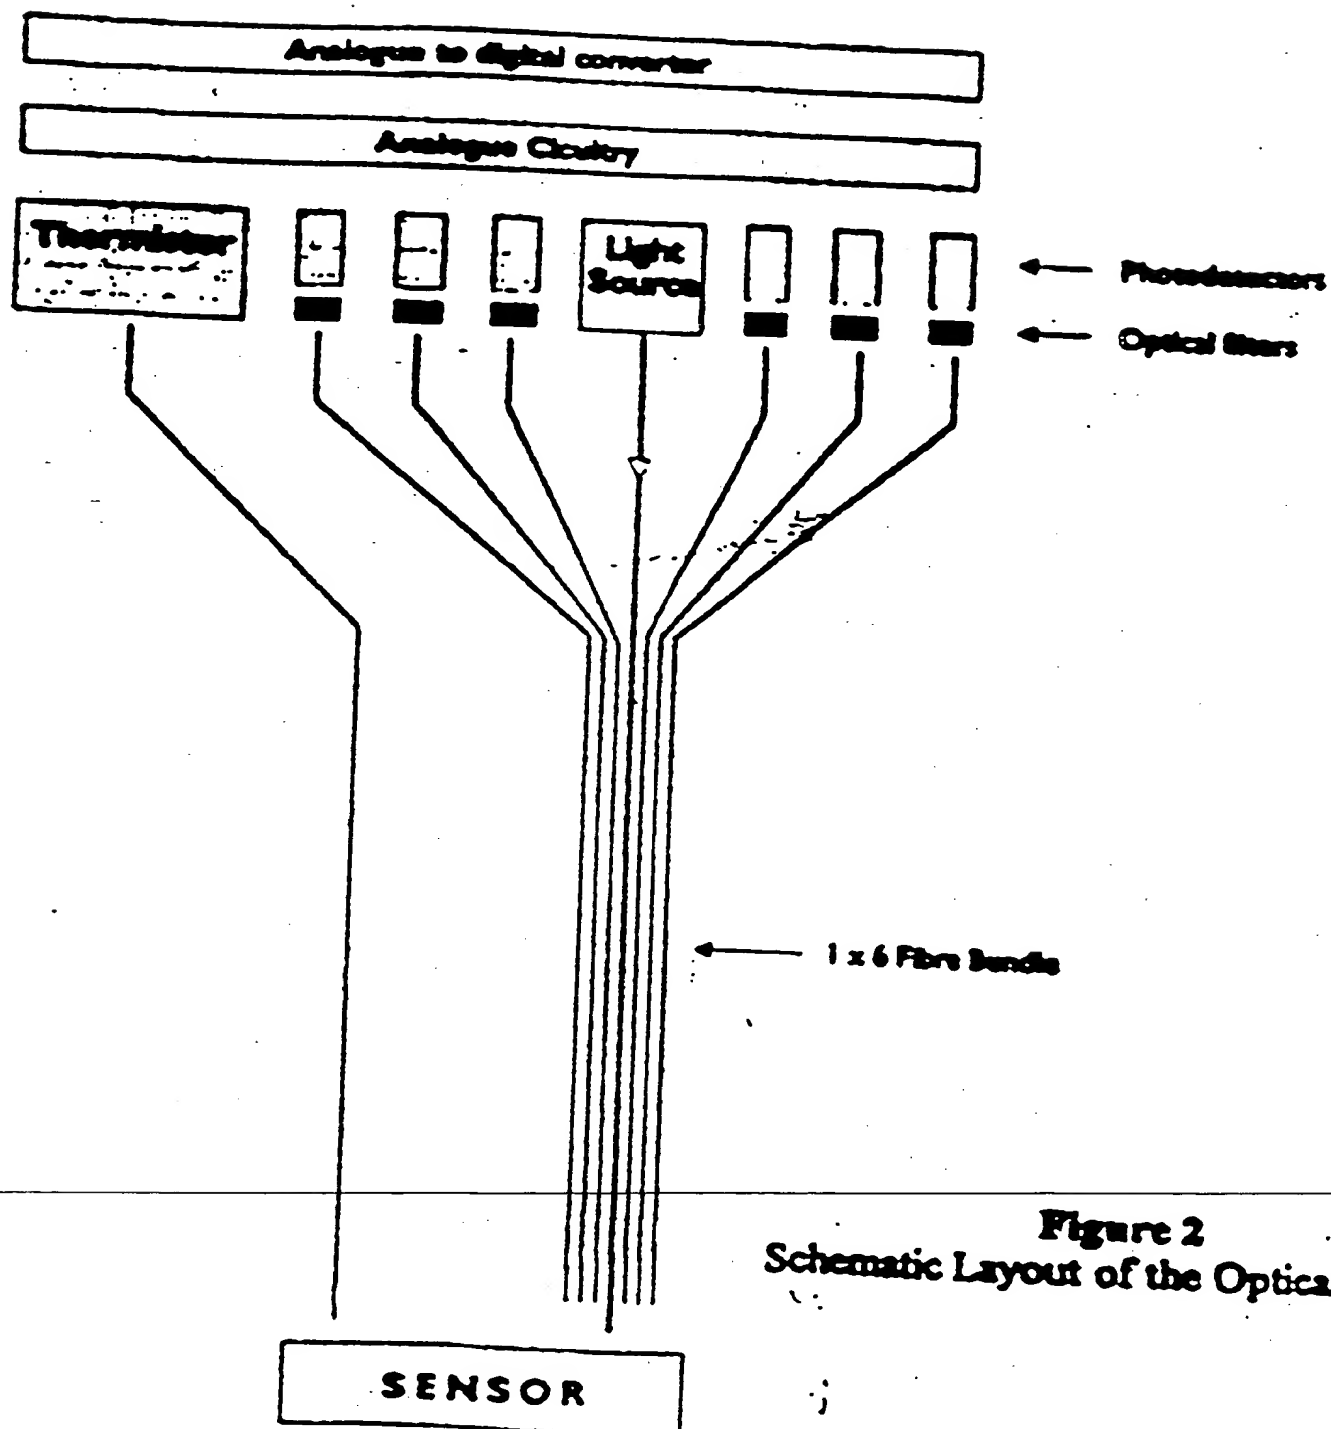 Analogue to digital converter
Analogue Cicuitry
Thermistor
Light
Source
Photodetectors
Optical filters
1 x 6 Fibre Bundle
Figure 2
Schematic Layout of the Optica
SENSOR